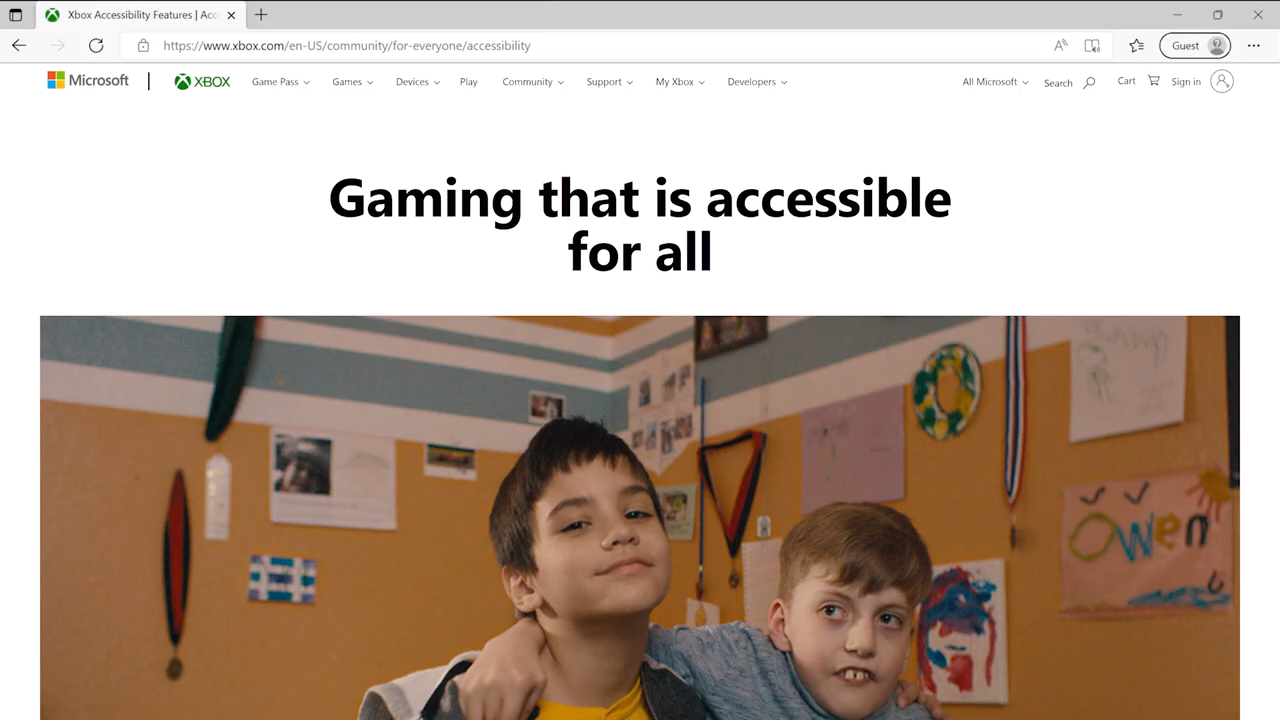 Xbox Accessibility Features | Acc
https://www.xbox.com/en-US/community/for-everyone/accessibility
Guest
Microsoft
XBOX
Game Pass
Games
Devices
Play
Community
Support
My Xbox
Developers
All Microsoft
Search
Cart
Sign in
Gaming that is accessible
for all
Owen